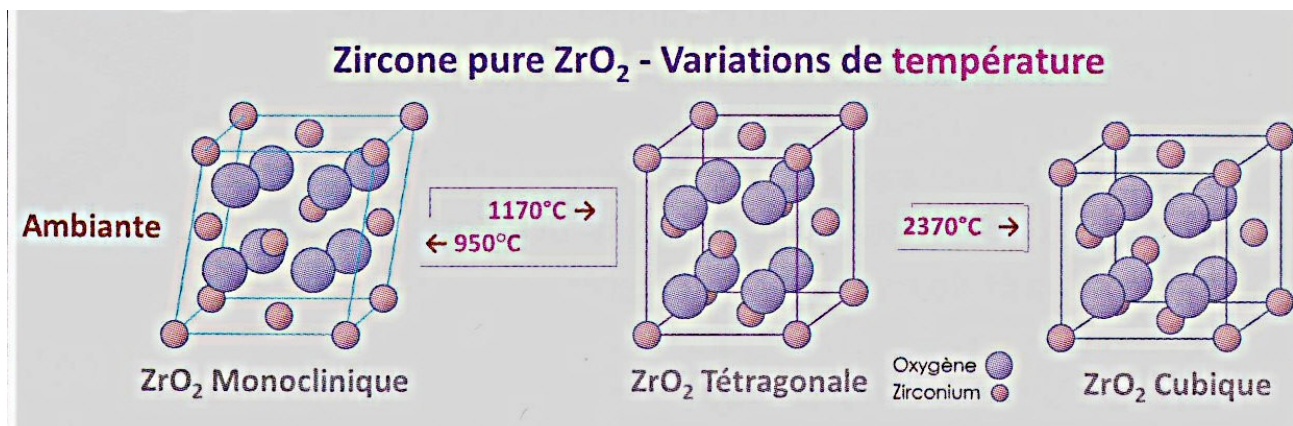 Zircone pure ZrO₂ - Variations de température
Ambiante
1170°C →
← 950°C
2370°C →
ZrO₂ Monoclinique
ZrO₂ Tétragonale
Oxygène
Zirconium
ZrO₂ Cubique